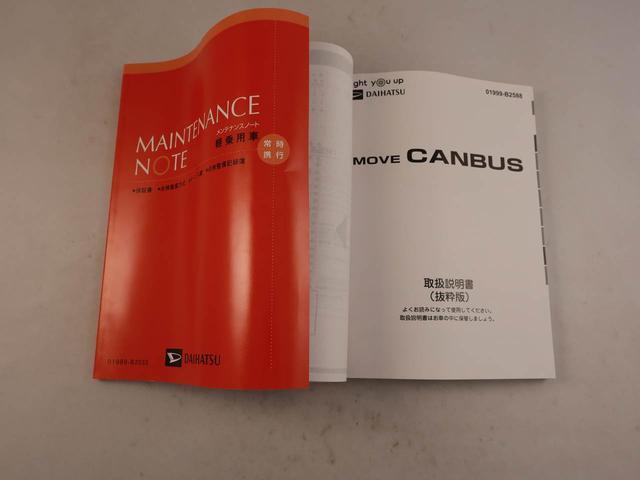 MAINTENANCE
NOTE
メンテナンスノート
軽乗用車
常時
携行
DAIHATSU
01999-B2533
ght you up
DAIHATSU
01999-B2588
MOVE CANBUS
取扱説明書
(抜粋版)
よくお読みになって使用してください。
取扱説明書はお車の中に保管しましょう。